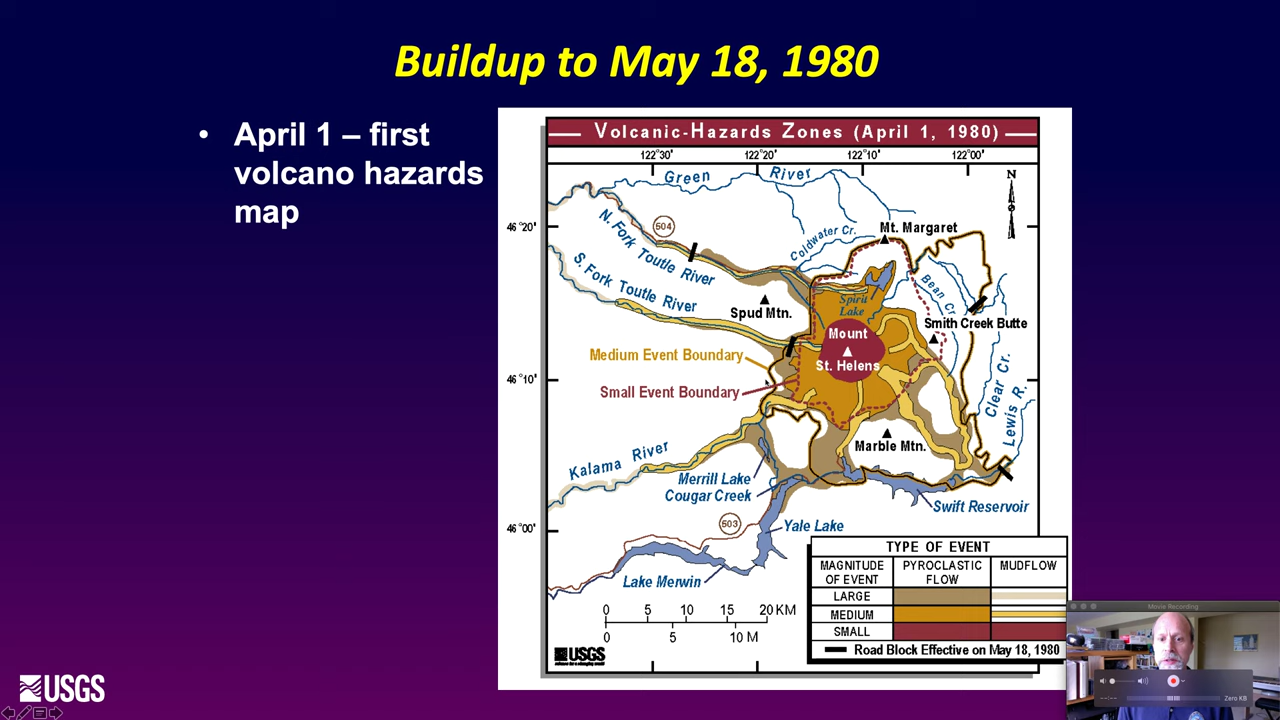 Buildup to May 18, 1980
• April 1 – first
volcano hazards
map
Volcanic-Hazards Zones (April 1, 1980)
122°30'
122°20'
122°10'
122°00'
Green River
N
504
46°20'
Mt. Margaret
Coldwater Cr.
N. Fork Toutle River
S. Fork Toutle River
Bean Cr.
Spirit
Lake
Spud Mtn.
Smith Creek Butte
Mount
St. Helens
Medium Event Boundary
Small Event Boundary
46°10'
Clear Cr.
Lewis R.
Marble Mtn.
Kalama River
Merrill Lake
Cougar Creek
Swift Reservoir
46°00'
503
Yale Lake
Lake Merwin
0 5 10 15 20 KM
0 5 10 M
TYPE OF EVENT
MAGNITUDE
OF EVENT
PYROCLASTIC
FLOW
MUDFLOW
LARGE
MEDIUM
SMALL
Road Block Effective on May 18, 1980
USGS
USGS
Movie Recording
Zero KB